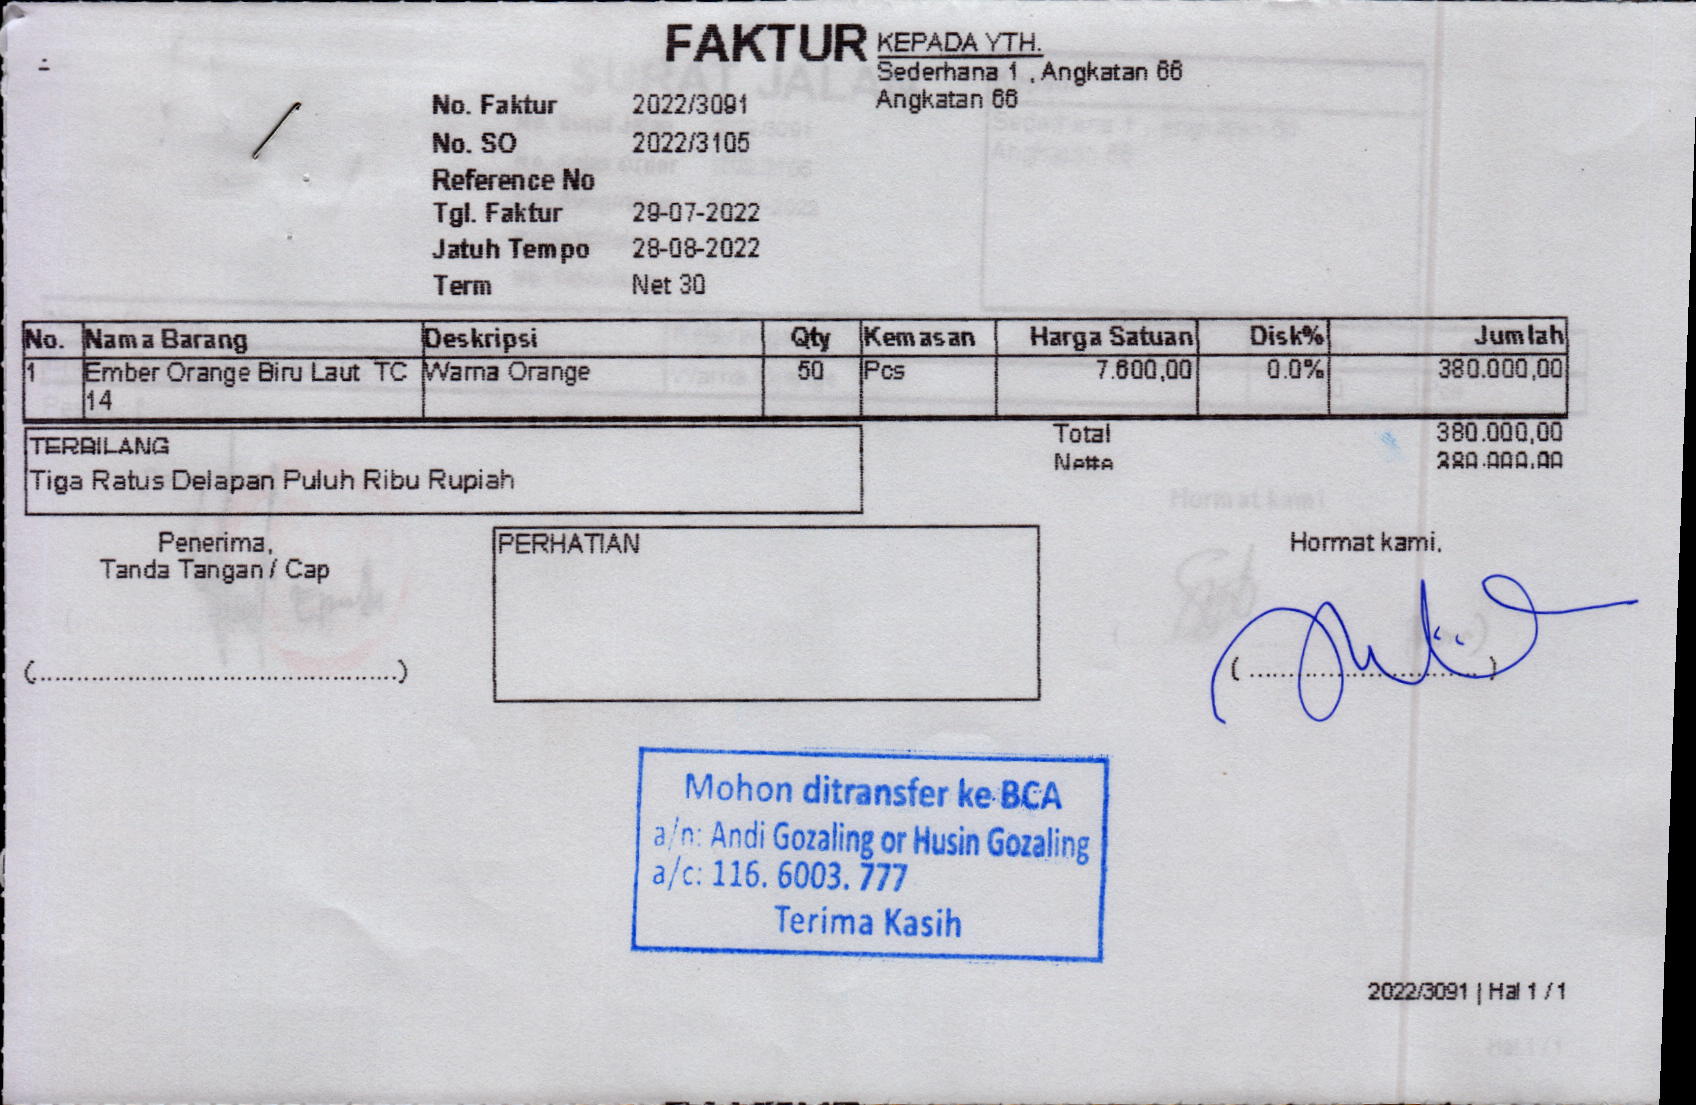 FAKTUR
KEPADA YTH.
Sederhana 1 , Angkatan 66
Angkatan 66
No. Faktur 2022/3091
No. SO 2022/3105
Reference No
Tgl. Faktur 29-07-2022
Jatuh Tempo 28-08-2022
Term Net 30
No. Nama Barang Deskripsi Qty Kemasan Harga Satuan Disk% Jumlah
1 Ember Orange Biru Laut TC Warna Orange 50 Pcs 7.600,00 0.0% 380.000,00
14
Total 380.000,00
Netto 380.000,00
TERBILANG
Tiga Ratus Delapan Puluh Ribu Rupiah
Penerima,
Tanda Tangan / Cap
(...............................................)
PERHATIAN
Hormat kami,
(................................)
Mohon ditransfer ke BCA
a/n: Andi Gozaling or Husin Gozaling
a/c: 116. 6003. 777
Terima Kasih
2022/3091 | Hal 1 / 1